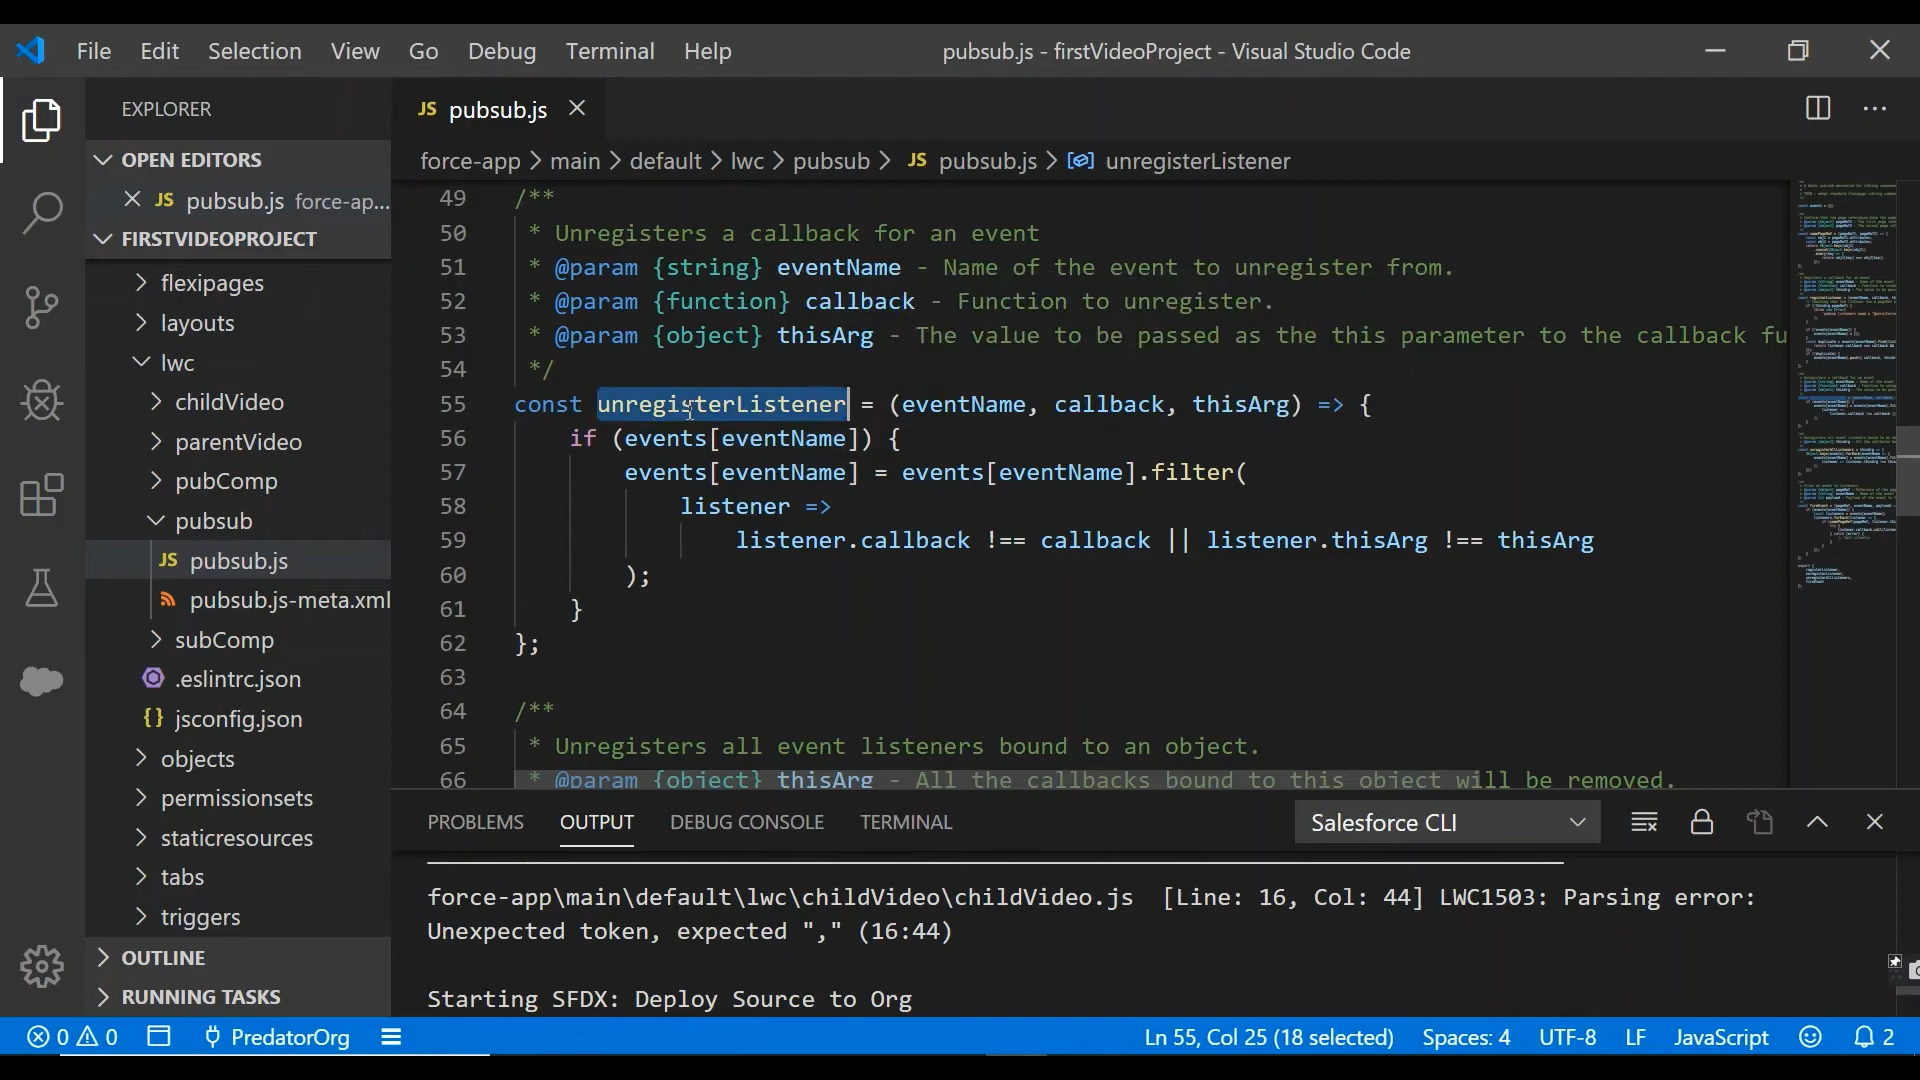 File Edit Selection View Go Debug Terminal Help
pubsub.js - firstVideoProject - Visual Studio Code
EXPLORER
OPEN EDITORS
JS pubsub.js force-ap...
FIRSTVIDEOPROJECT
flexipages
layouts
lwc
childVideo
parentVideo
pubComp
pubsub
JS pubsub.js
pubsub.js-meta.xml
subComp
.eslintrc.json
{} jsconfig.json
objects
permissionsets
staticresources
tabs
triggers
OUTLINE
RUNNING TASKS
JS pubsub.js
force-app > main > default > lwc > pubsub > JS pubsub.js > unregisterListener
49 /**
50 * Unregisters a callback for an event
51 * @param {string} eventName - Name of the event to unregister from.
52 * @param {function} callback - Function to unregister.
53 * @param {object} thisArg - The value to be passed as the this parameter to the callback fu
54 */
55 const unregisterListener = (eventName, callback, thisArg) => {
56 if (events[eventName]) {
57 events[eventName] = events[eventName].filter(
58 listener =>
59 listener.callback !== callback || listener.thisArg !== thisArg
60 );
61 }
62 };
63
64 /**
65 * Unregisters all event listeners bound to an object.
66 * @param {object} thisArg - All the callbacks bound to this object will be removed.
PROBLEMS OUTPUT DEBUG CONSOLE TERMINAL
Salesforce CLI
force-app\main\default\lwc\childVideo\childVideo.js [Line: 16, Col: 44] LWC1503: Parsing error:
Unexpected token, expected "," (16:44)
Starting SFDX: Deploy Source to Org
0 0 PredatorOrg
Ln 55, Col 25 (18 selected) Spaces: 4 UTF-8 LF JavaScript 2